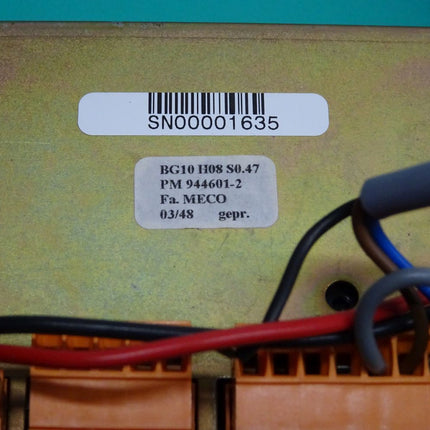 SN00001635
BG10 H08 S0.47
PM 944601-2
Fa. MECO
03/48 gepr.